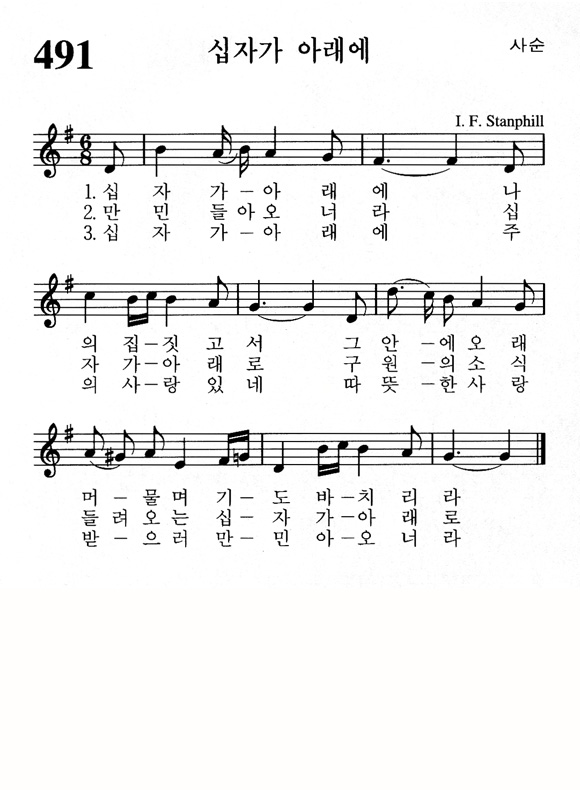 491 십자가 아래에 사순
I. F. Stanphill
1. 십 자 가 - 아 래 에 나
2. 만 민 들 아 오 너 라 십
3. 십 자 가 - 아 래 에 주
의 집 - 짓 고 서 그 안 - 에 오 래
자 가 - 아 래 로 구 원 - 의 소 식
의 사 - 랑 있 네 따 뜻 - 한 사 랑
머 - 물 며 기 - 도 바 - 치 리 라
들 려 오 는 십 - 자 가 - 아 래 로
받 - 으 러 만 - 민 아 - 오 너 라